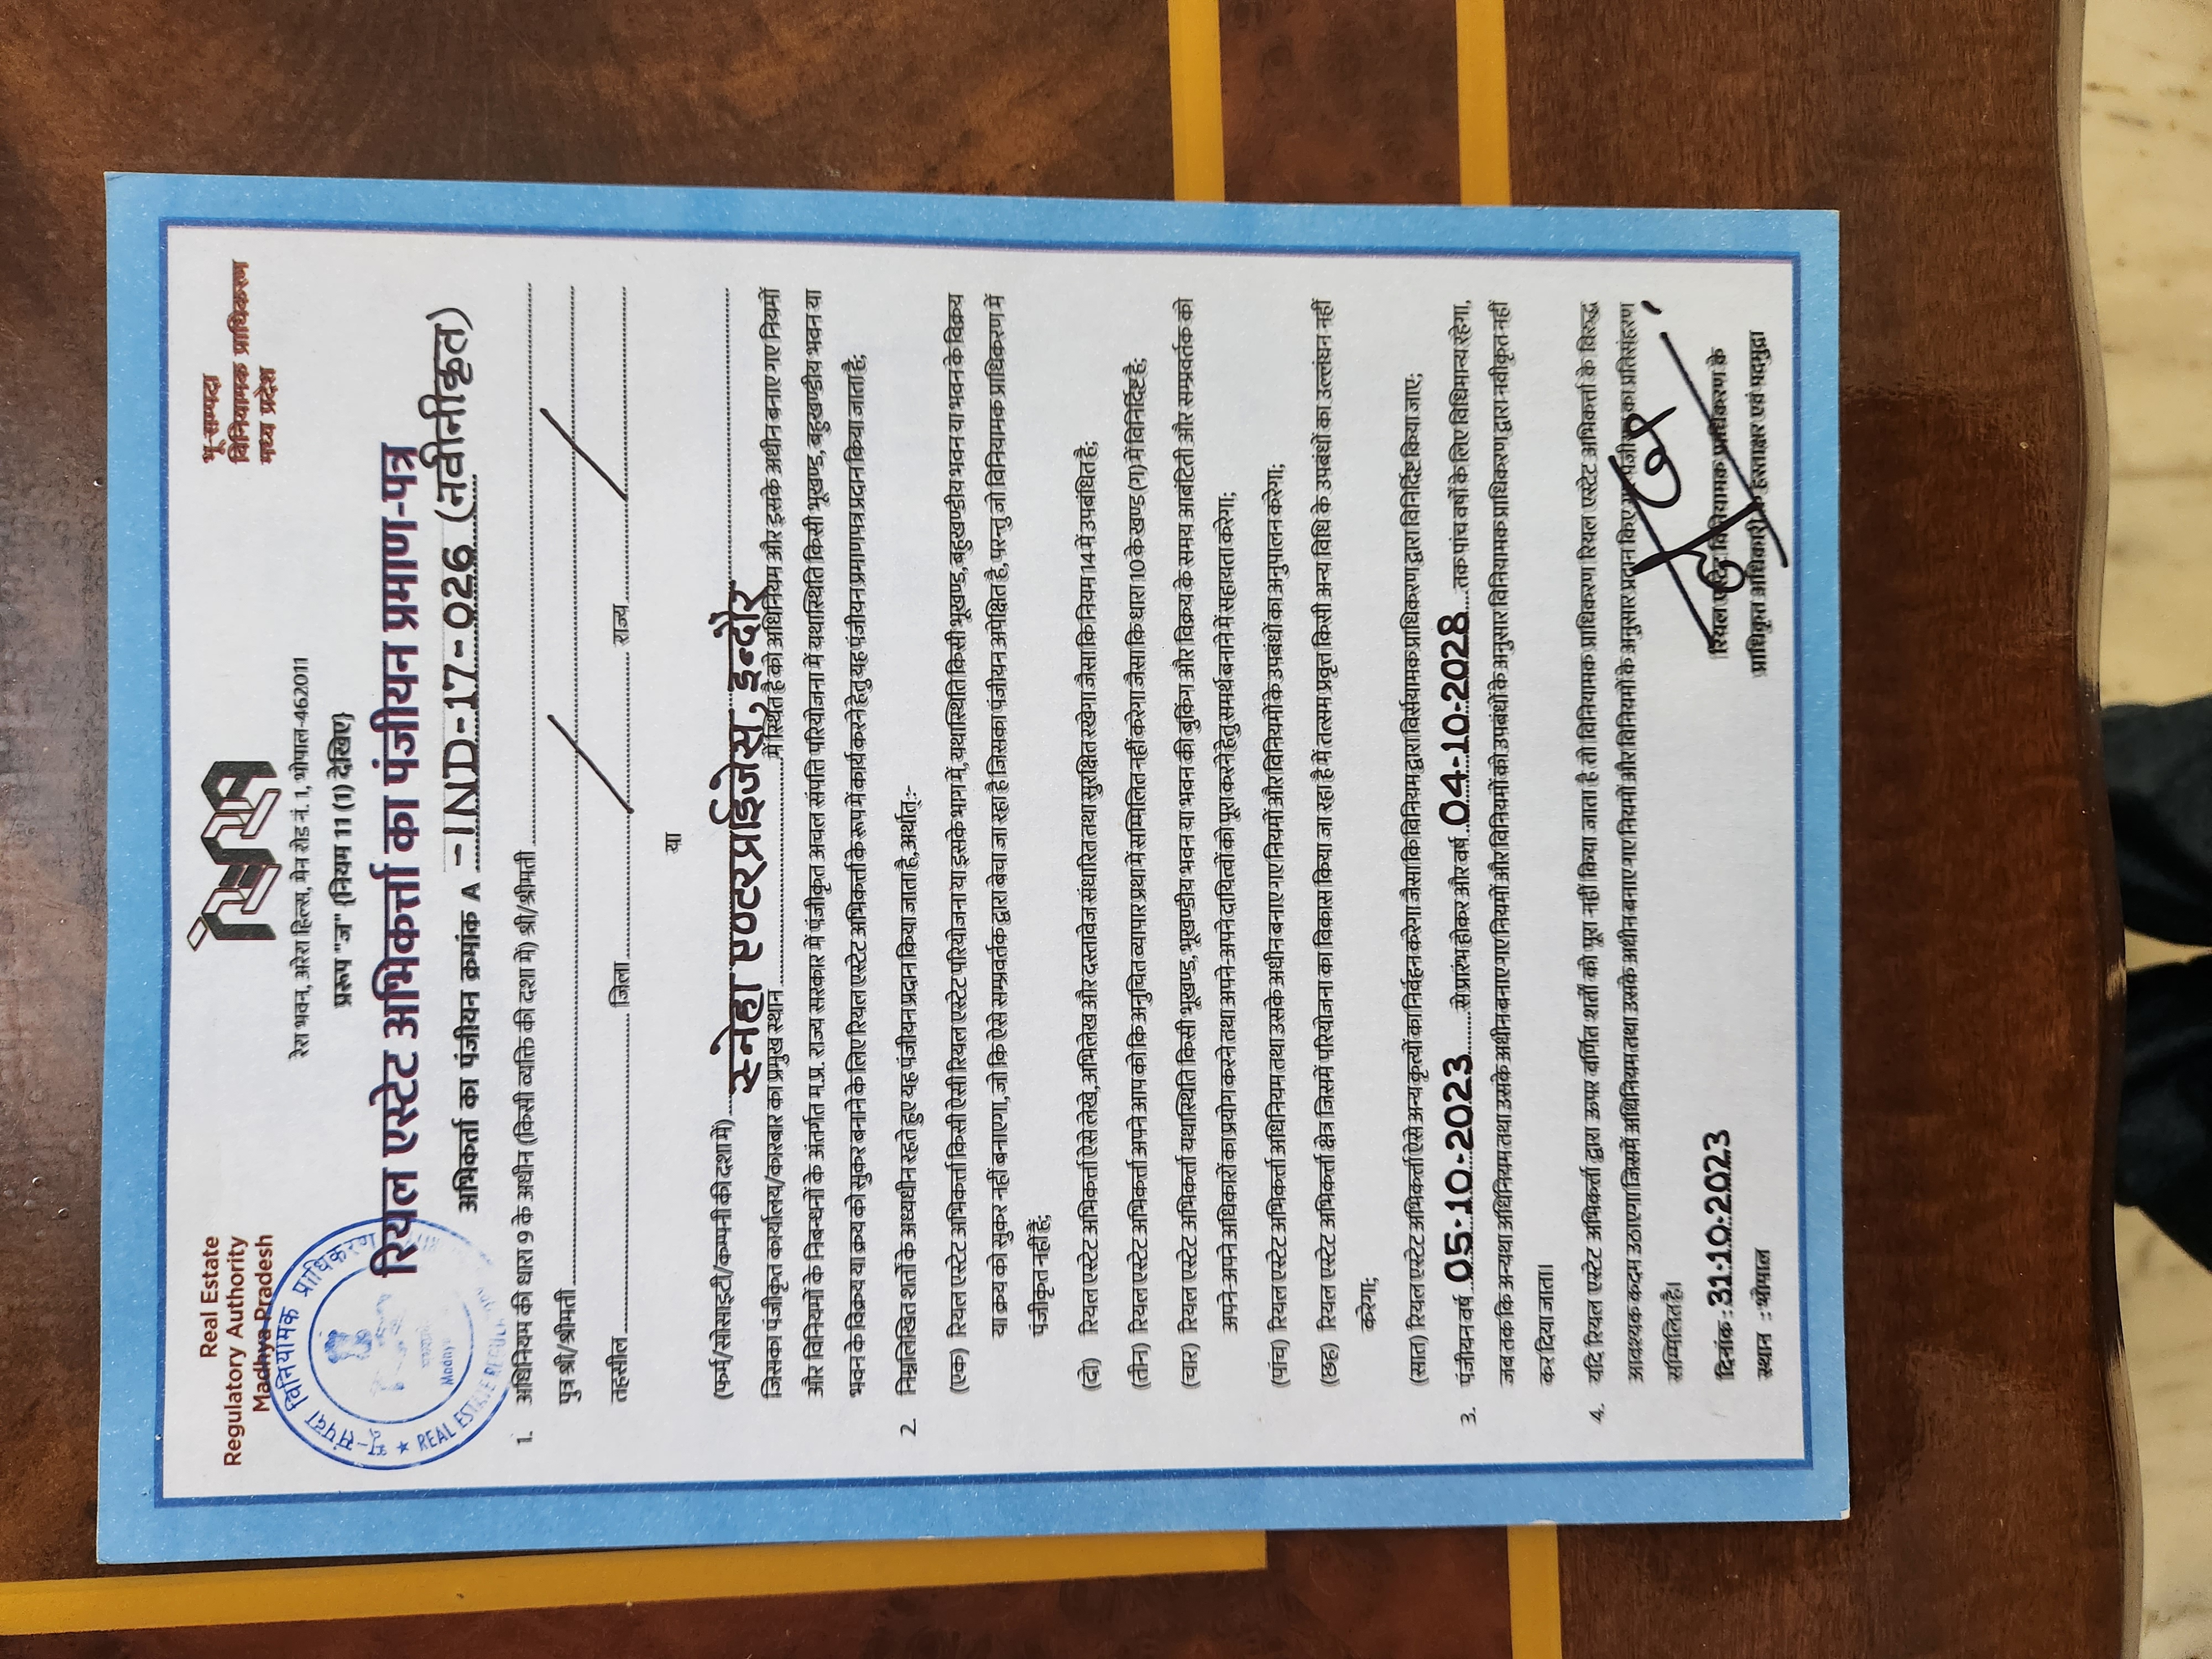 Real Estate
Regulatory Authority
Madhya Pradesh
रेरा
भू-सम्पदा
विनियामक प्राधिकरण
मध्य प्रदेश
रेरा भवन, अरेरा हिल्स, मेन रोड नं. 1, भोपाल-462011
प्ररूप "ज" {नियम 11 (1) देखिए}
रियल एस्टेट अभिकर्त्ता का पंजीयन प्रमाण-पत्र
अभिकर्ता का पंजीयन क्रमांक A - IND-17-026 (नवीनीकृत)
भू-संपदा विनियामक प्राधिकरण
REAL ESTATE
1. अधिनियम की धारा 9 के अधीन (किसी व्यक्ति की दशा में) श्री/श्रीमती
पुत्र श्री/श्रीमती
तहसील जिला राज्य
या
(फर्म/सोसाइटी/कम्पनी की दशा में) स्नेहा एण्टरप्राईजेस, इन्दौर
जिसका पंजीकृत कार्यालय/कारबार का प्रमुख स्थान में स्थित है को अधिनियम और इसके अधीन बनाए गए नियमों
और विनियमों के निबन्धनों के अंतर्गत म.प्र. राज्य सरकार में पंजीकृत अचल संपत्ति परियोजना में यथास्थिति किसी भूखण्ड, बहुखण्डीय भवन या
भवन के विक्रय या क्रय को सुकर बनाने के लिए रियल एस्टेट अभिकर्त्ता के रूप में कार्य करने हेतु यह पंजीयन प्रमाण पत्र प्रदान किया जाता है;
2. निम्नलिखित शर्तों के अध्यधीन रहते हुए यह पंजीयन प्रदान किया जाता है, अर्थात्:-
(एक) रियल एस्टेट अभिकर्त्ता किसी ऐसी रियल एस्टेट परियोजना या इसके भाग में, यथास्थिति किसी भूखण्ड, बहुखण्डीय भवन या भवन के विक्रय
या क्रय को सुकर नहीं बनाएगा, जो कि ऐसे सम्प्रवर्तक द्वारा बेचा जा रहा है जिसका पंजीयन अपेक्षित है, परन्तु जो विनियामक प्राधिकरण में
पंजीकृत नहीं है;
(दो) रियल एस्टेट अभिकर्त्ता ऐसे लेखे, अभिलेख और दस्तावेज संधारित तथा सुरक्षित रखेगा जैसा कि नियम 14 में उपबंधित है;
(तीन) रियल एस्टेट अभिकर्त्ता अपने आप को कि अनुचित व्यापार प्रथा में सम्मिलित नहीं करेगा जैसा कि धारा 10 के खण्ड (ग) में विनिर्दिष्ट है;
(चार) रियल एस्टेट अभिकर्त्ता यथास्थिति किसी भूखण्ड, भूखण्डीय भवन या भवन की बुकिंग और विक्रय के समय आबंटिती और सम्प्रवर्तक को
अपने-अपने अधिकारों का प्रयोग करने तथा अपने-अपने दायित्वों को पूरा करने हेतु समर्थ बनाने में सहायता करेगा;
(पांच) रियल एस्टेट अभिकर्त्ता अधिनियम तथा उसके अधीन बनाए गए नियमों और विनियमों के उपबंधों का अनुपालन करेगा;
(छह) रियल एस्टेट अभिकर्त्ता क्षेत्र जिसमें परियोजना का विकास किया जा रहा है में तत्सम प्रवृत्त किसी अन्य विधि के उपबंधों का उल्लंघन नहीं
करेगा;
(सात) रियल एस्टेट अभिकर्त्ता ऐसे अन्य कृत्यों का निर्वहन करेगा जैसा कि विनियम द्वारा विनियामक प्राधिकरण द्वारा विनिर्दिष्ट किया जाए;
3. पंजीयन वर्ष 05-10-2023 से प्रारंभ होकर और वर्ष 04-10-2028 तक पांच वर्षों के लिए विधिमान्य रहेगा,
जब तक कि अन्यथा अधिनियम तथा उसके अधीन बनाए गए नियमों और विनियमों को उपबंधों के अनुसार विनियामक प्राधिकरण द्वारा नवीकृत नहीं
कर दिया जाता।
4. यदि रियल एस्टेट अभिकर्त्ता द्वारा ऊपर वर्णित शर्तों को पूरा नहीं किया जाता है तो विनियामक प्राधिकरण रियल एस्टेट अभिकर्त्ता के विरूद्ध
आवश्यक कदम उठाएगा जिसमें अधिनियम तथा उसके अधीन बनाए गए नियमों और विनियमों के अनुसार प्रदान किए गए पंजीयन का प्रतिसंहरण
सम्मिलित है।
दिनांक : 31-10-2023
स्थान : भोपाल
रियल एस्टेट विनियामक प्राधिकरण के
प्राधिकृत अधिकारी के हस्ताक्षर एवं पदमुद्रा